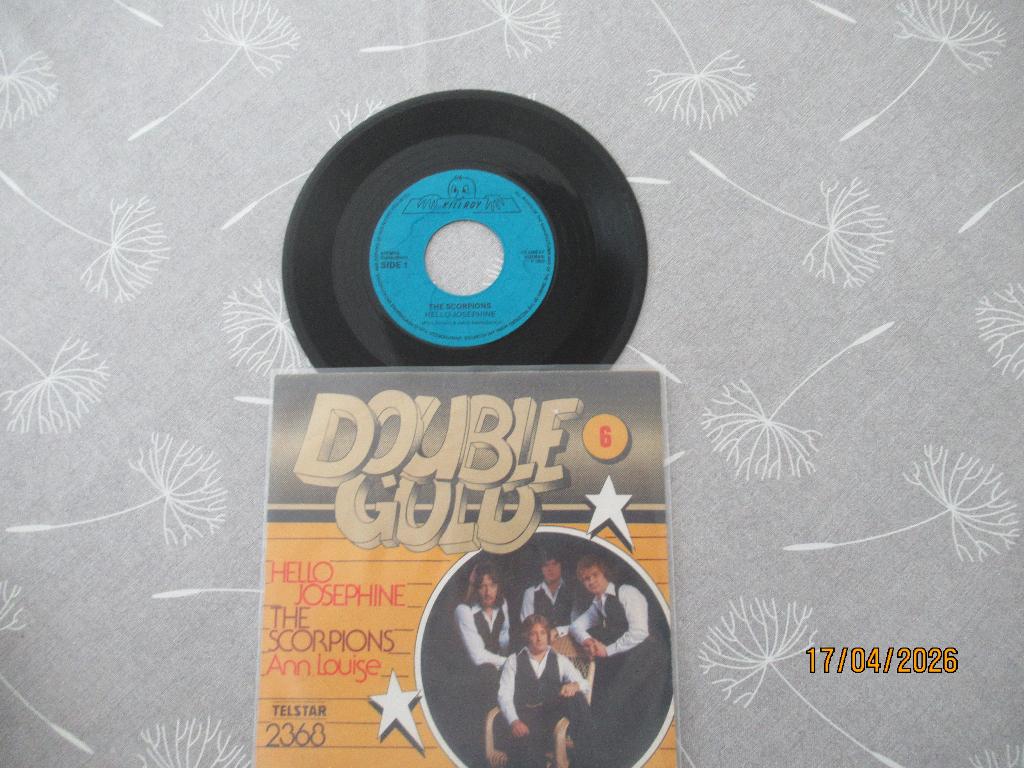 KILLROY
SIDE 1
THE SCORPIONS
HELLO JOSEPHINE
DOUBLE
GOLD
6
HELLO
JOSEPHINE
THE
SCORPIONS
Ann Louise
TELSTAR
2368
17/04/2026